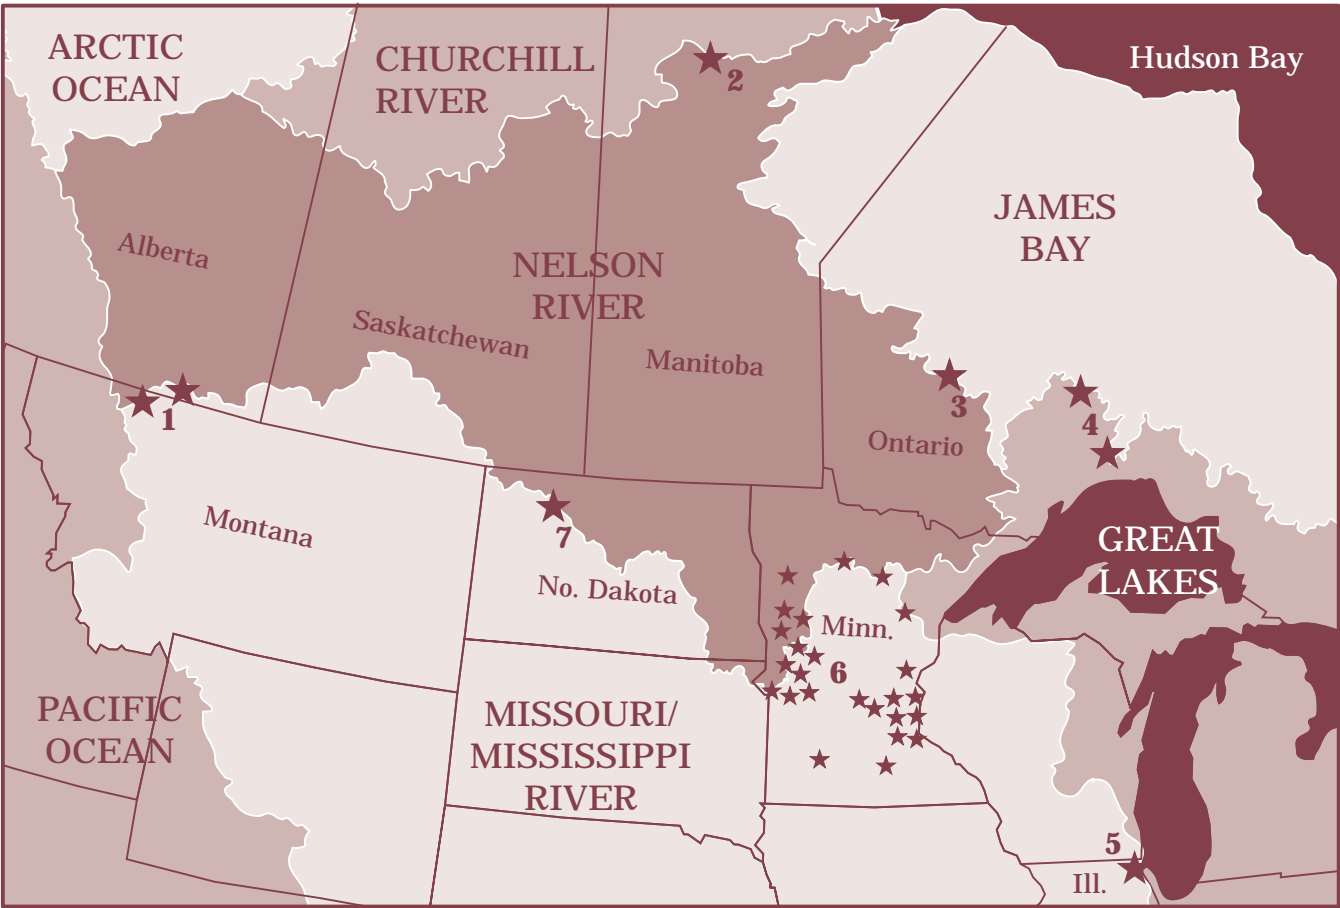 ARCTIC
OCEAN
CHURCHILL
RIVER
2
Hudson Bay
JAMES
BAY
Alberta
NELSON
RIVER
Saskatchewan
Manitoba
1
3
4
Ontario
Montana
7
No. Dakota
GREAT
LAKES
Minn.
6
PACIFIC
OCEAN
MISSOURI/
MISSISSIPPI
RIVER
5
Ill.